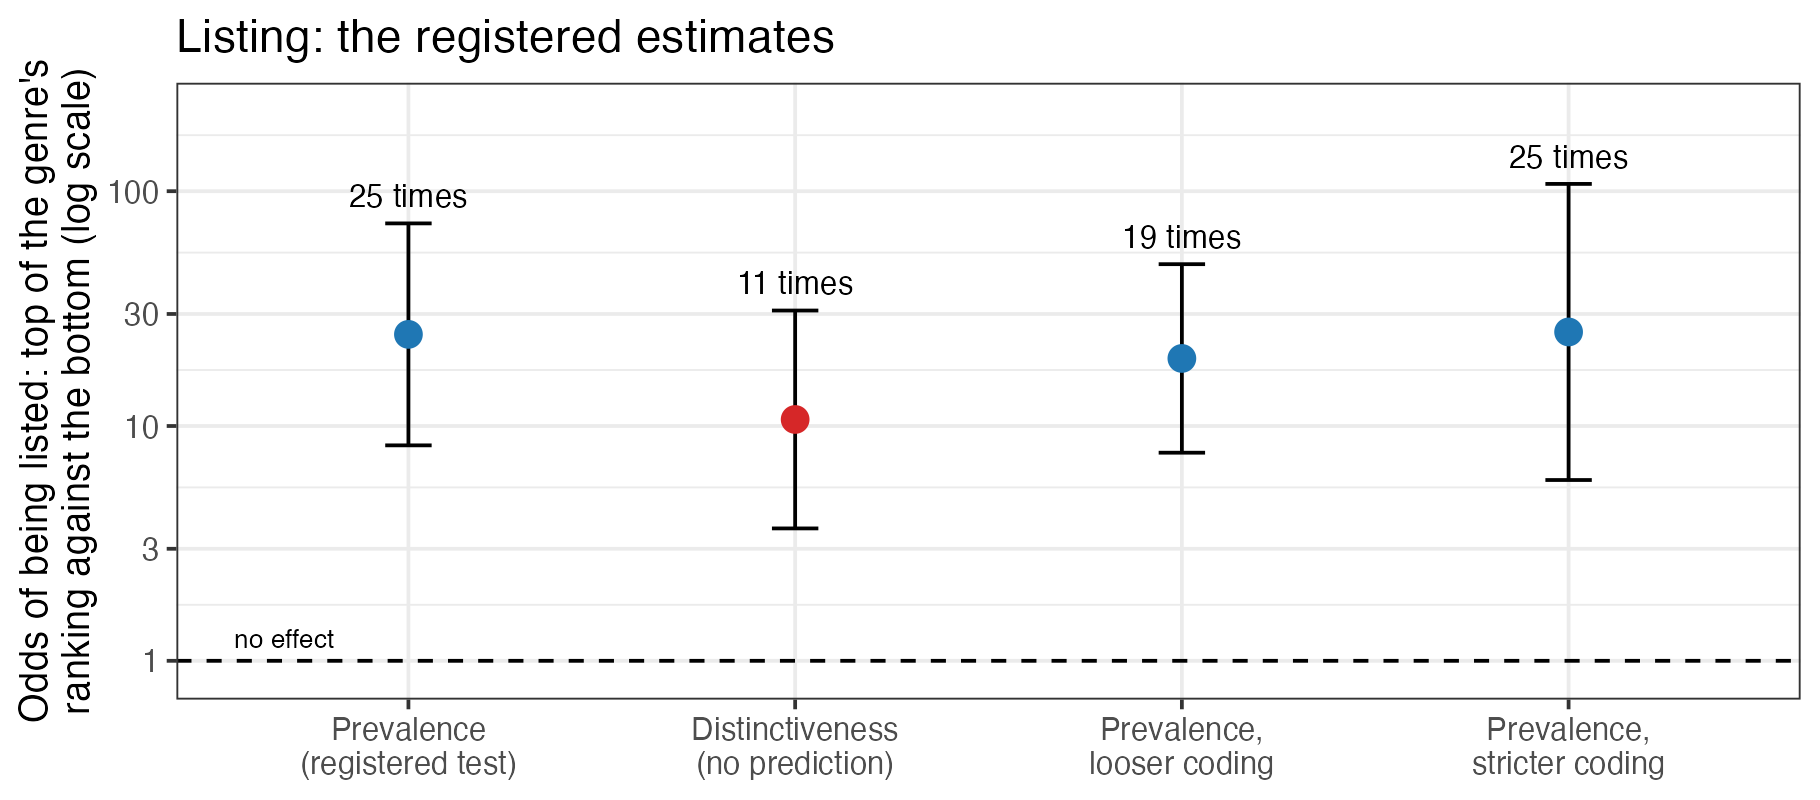 Listing: the registered estimates
Odds of being listed: top of the genre's
ranking against the bottom (log scale)
100
30
10
3
1
25 times
11 times
19 times
25 times
no effect
Prevalence
(registered test)
Distinctiveness
(no prediction)
Prevalence,
looser coding
Prevalence,
stricter coding